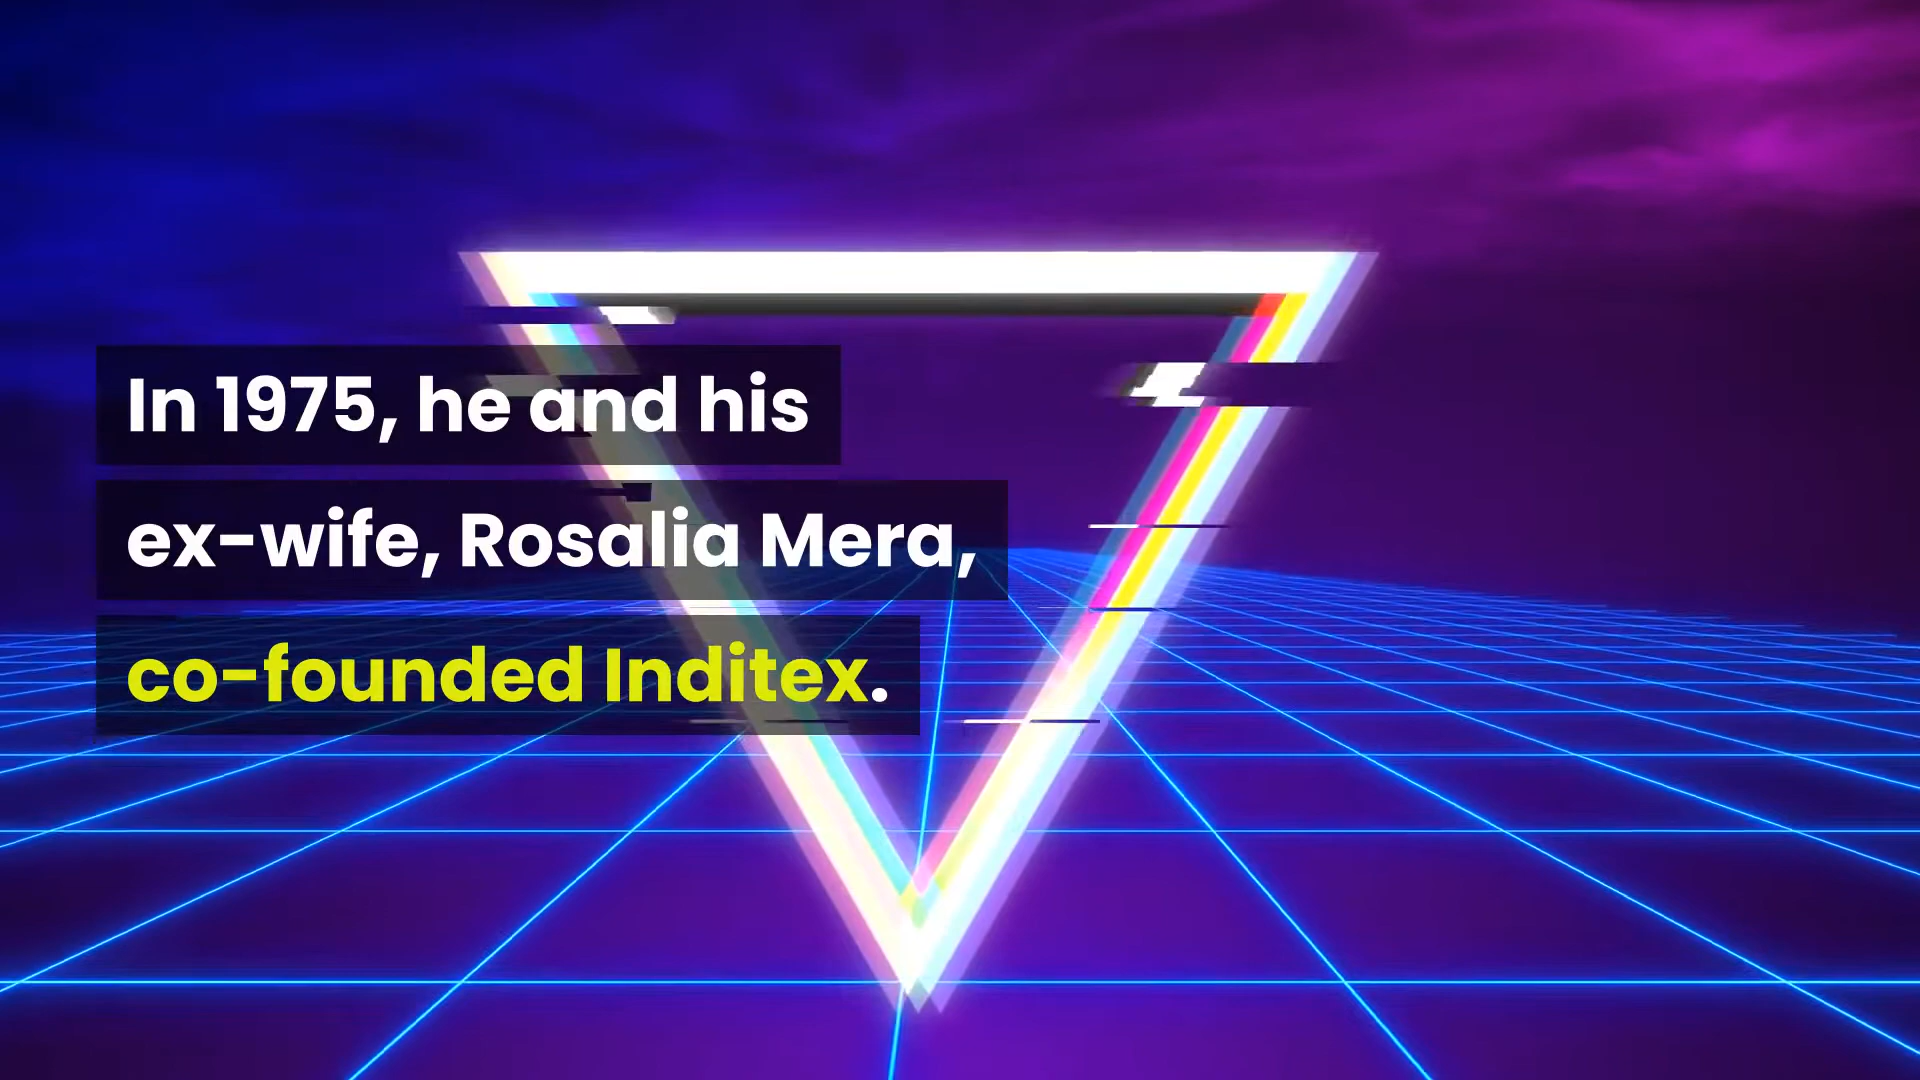 In 1975, he and his
ex-wife, Rosalia Mera,
co-founded Inditex.